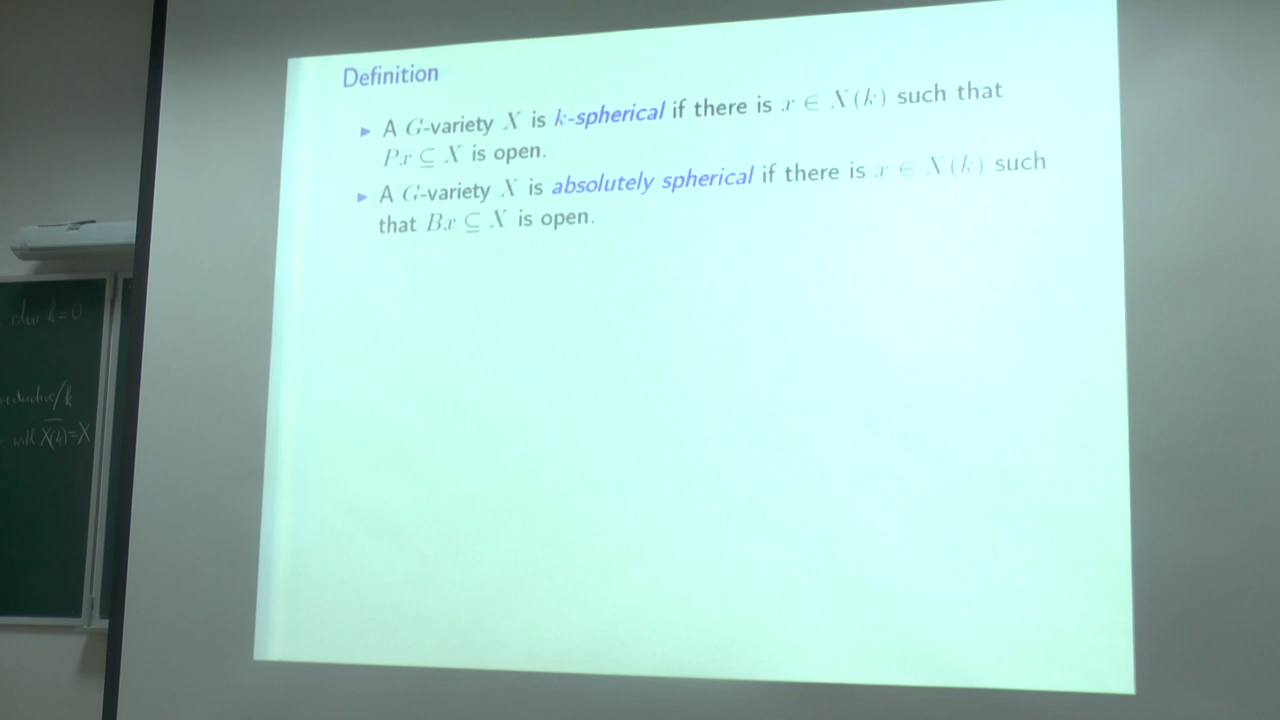 Definition
▶ A G-variety X is k-spherical if there is x ∈ X(k) such that
Px ⊆ X is open.
▶ A G-variety X is absolutely spherical if there is x ∈ X(k) such
that Bx ⊆ X is open.
char k=0
/k
with X(k)=X